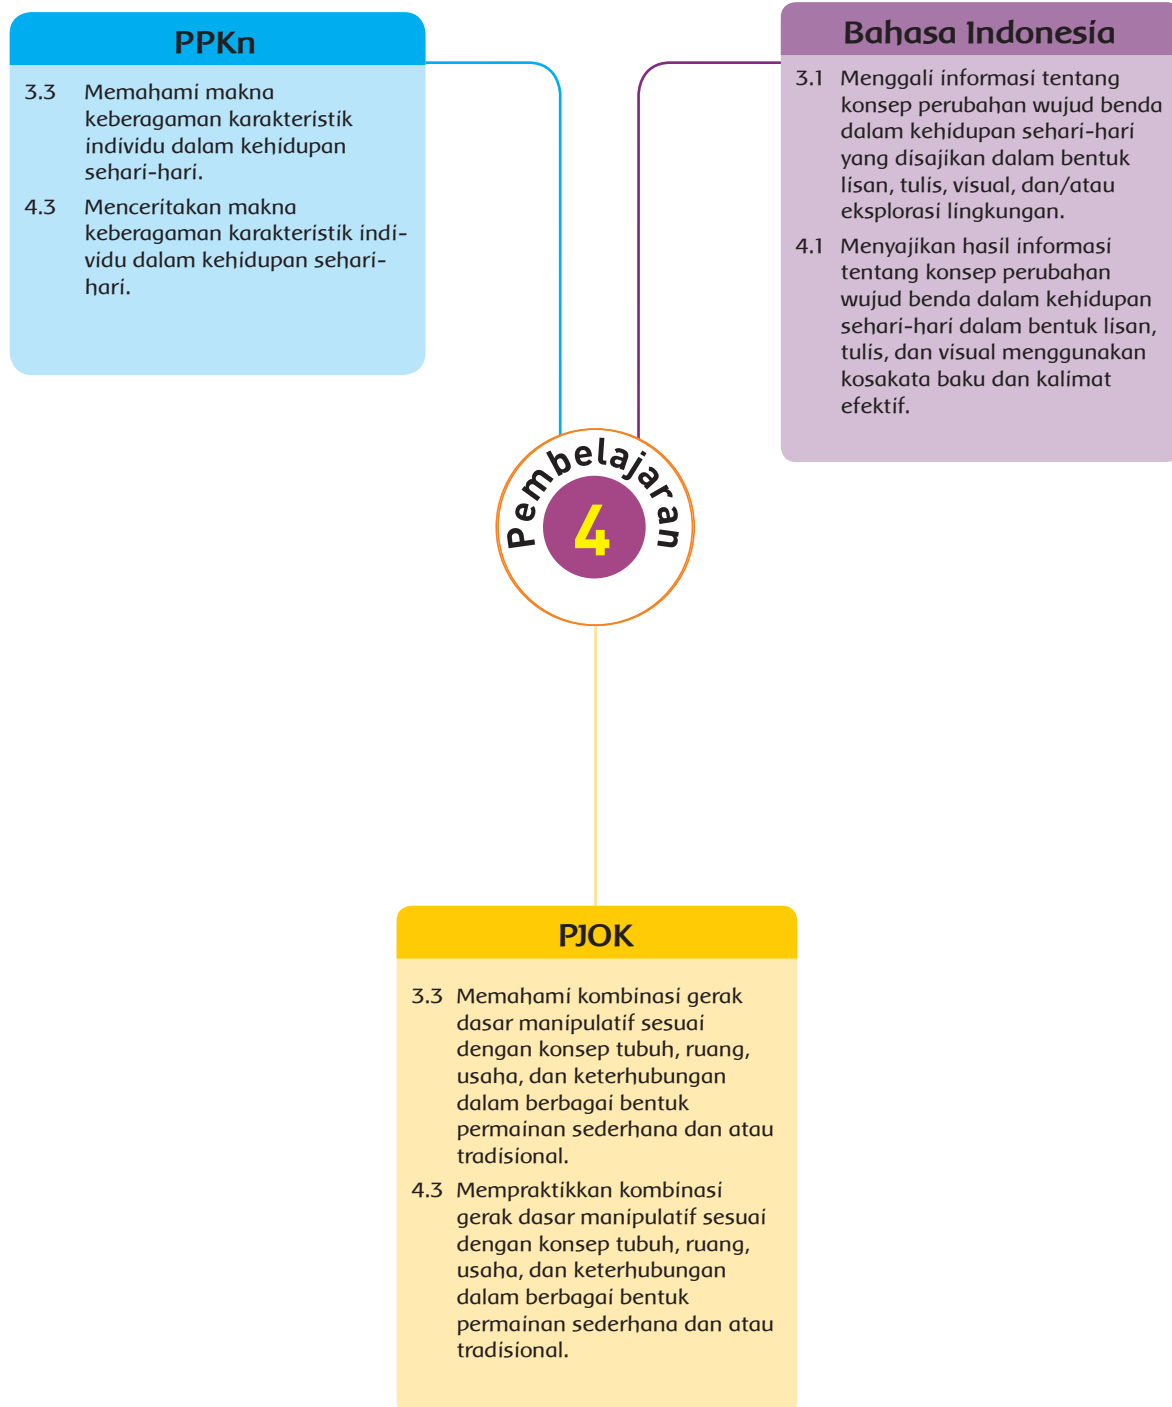 PPKn
3.3 Memahami makna
keberagaman karakteristik
individu dalam kehidupan
sehari-hari.
4.3 Menceritakan makna
keberagaman karakteristik indi-
vidu dalam kehidupan sehari-
hari.
Bahasa Indonesia
3.1 Menggali informasi tentang
konsep perubahan wujud benda
dalam kehidupan sehari-hari
yang disajikan dalam bentuk
lisan, tulis, visual, dan/atau
eksplorasi lingkungan.
4.1 Menyajikan hasil informasi
tentang konsep perubahan
wujud benda dalam kehidupan
sehari-hari dalam bentuk lisan,
tulis, dan visual menggunakan
kosakata baku dan kalimat
efektif.
Pembelajaran
4
PJOK
3.3 Memahami kombinasi gerak
dasar manipulatif sesuai
dengan konsep tubuh, ruang,
usaha, dan keterhubungan
dalam berbagai bentuk
permainan sederhana dan atau
tradisional.
4.3 Mempraktikkan kombinasi
gerak dasar manipulatif sesuai
dengan konsep tubuh, ruang,
usaha, dan keterhubungan
dalam berbagai bentuk
permainan sederhana dan atau
tradisional.